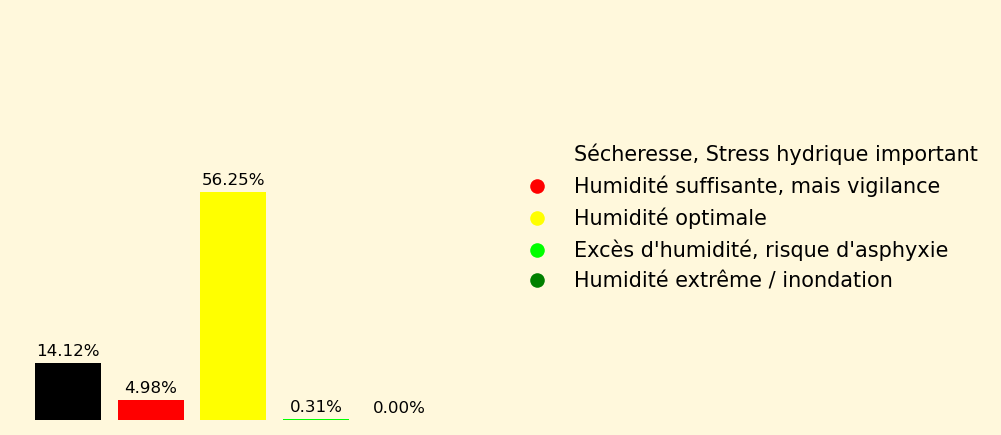 56.25%
14.12%
4.98%
0.31%
0.00%
Sécheresse, Stress hydrique important
Humidité suffisante, mais vigilance
Humidité optimale
Excès d'humidité, risque d'asphyxie
Humidité extrême / inondation